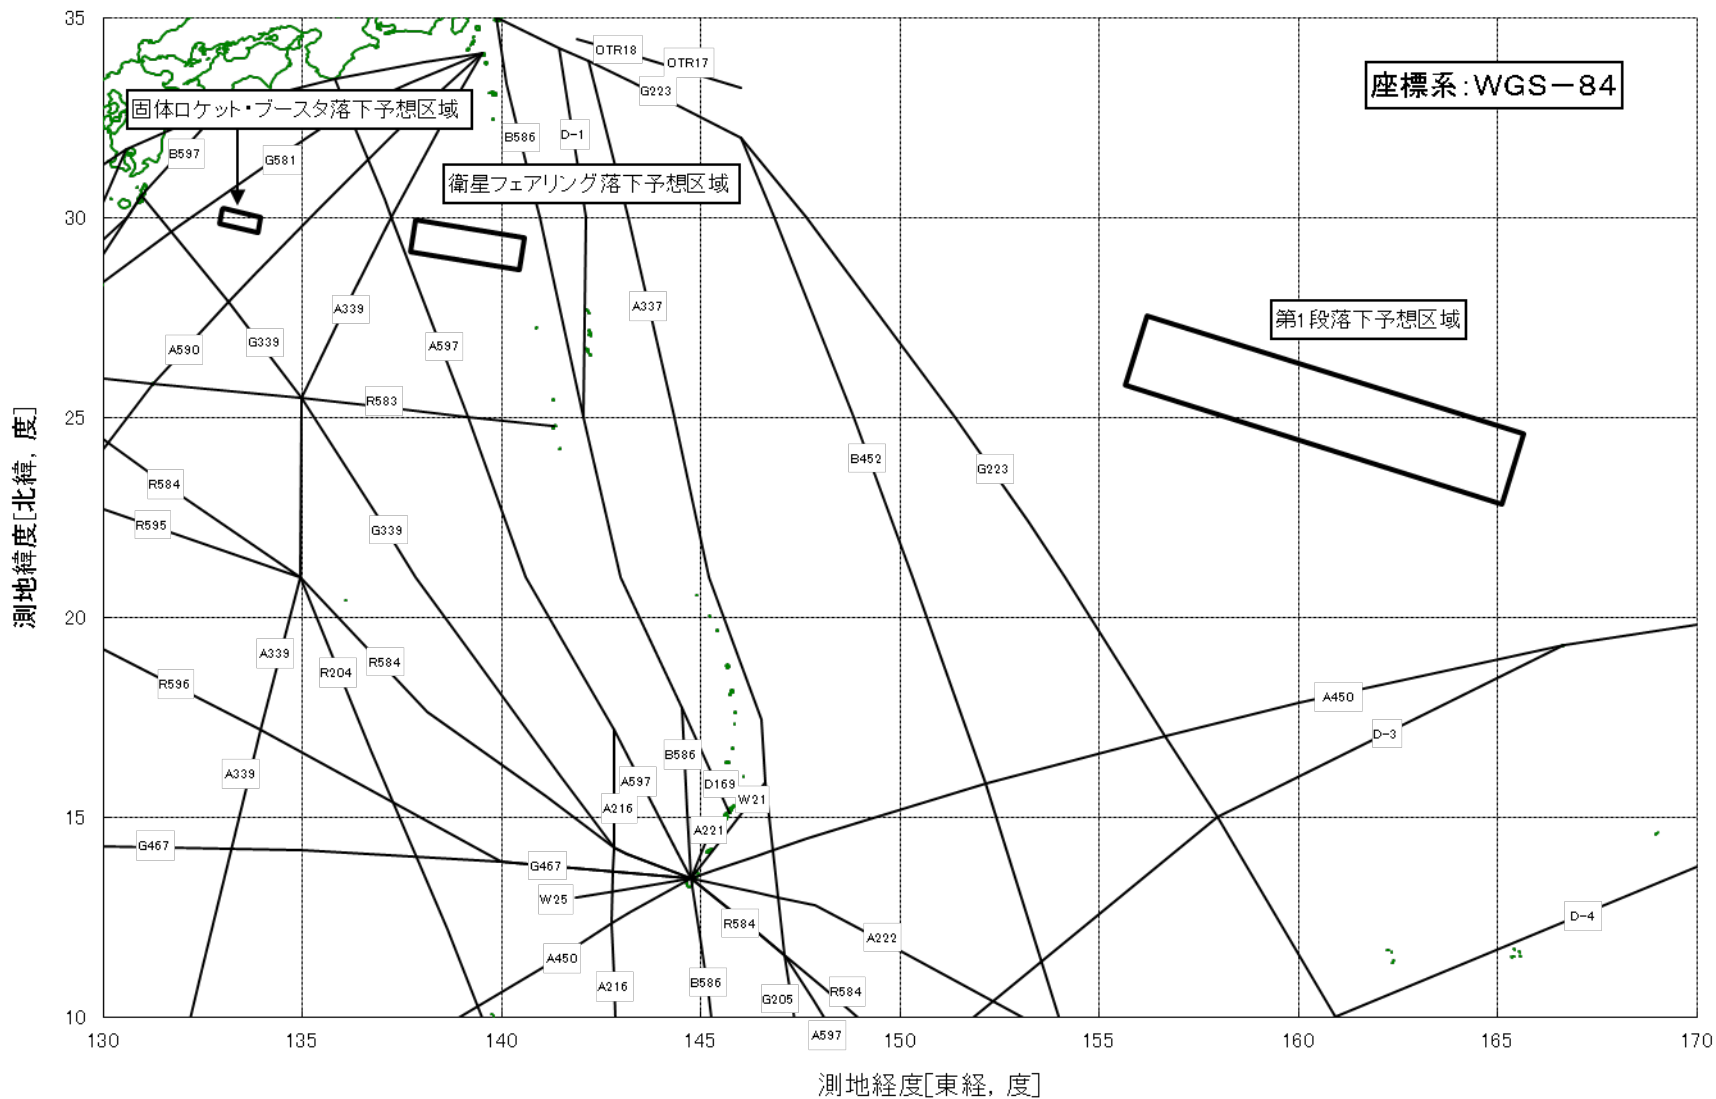 35
OTR18
OTR17
座標系:WGS-84
G223
固体ロケット・ブースタ落下予想区域
B586
D-1
B597
G581
衛星フェアリング落下予想区域
30
A339
A337
第1段落下予想区域
G339
A597
A590
R583
25
B452
G223
R584
R595
G339
測地緯度[北緯, 度]
20
A339
R584
R204
R596
A450
D-3
B586
A339
A597
D169
W21
A216
A221
15
G467
G467
W25
R584
D-4
A222
A450
B586
A216
R584
G205
10
A597
130
135
140
145
150
155
160
165
170
測地経度[東経, 度]